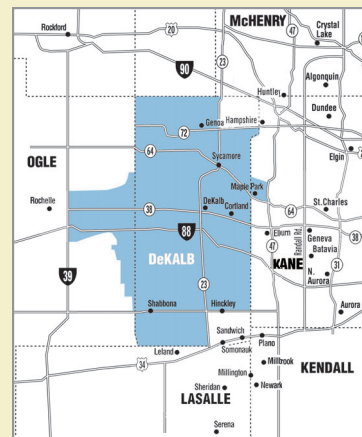 McHENRY
Rockford
20
47
Crystal
Lake
23
90
Algonquin
Huntley
Dundee
Genoa
Hampshire
72
Elgin
OGLE
64
Sycamore
Maple Park
Rochelle
38
DeKalb
Cortland
64
St. Charles
88
Elburn
Randall Rd.
Geneva
38
Batavia
DeKALB
47
KANE
N.
Aurora
31
39
23
Shabbona
Hinckley
Aurora
Sandwich
Plano
Somonauk
34
Leland
Millbrook
KENDALL
Millington
Sheridan
Newark
LASALLE
Serena